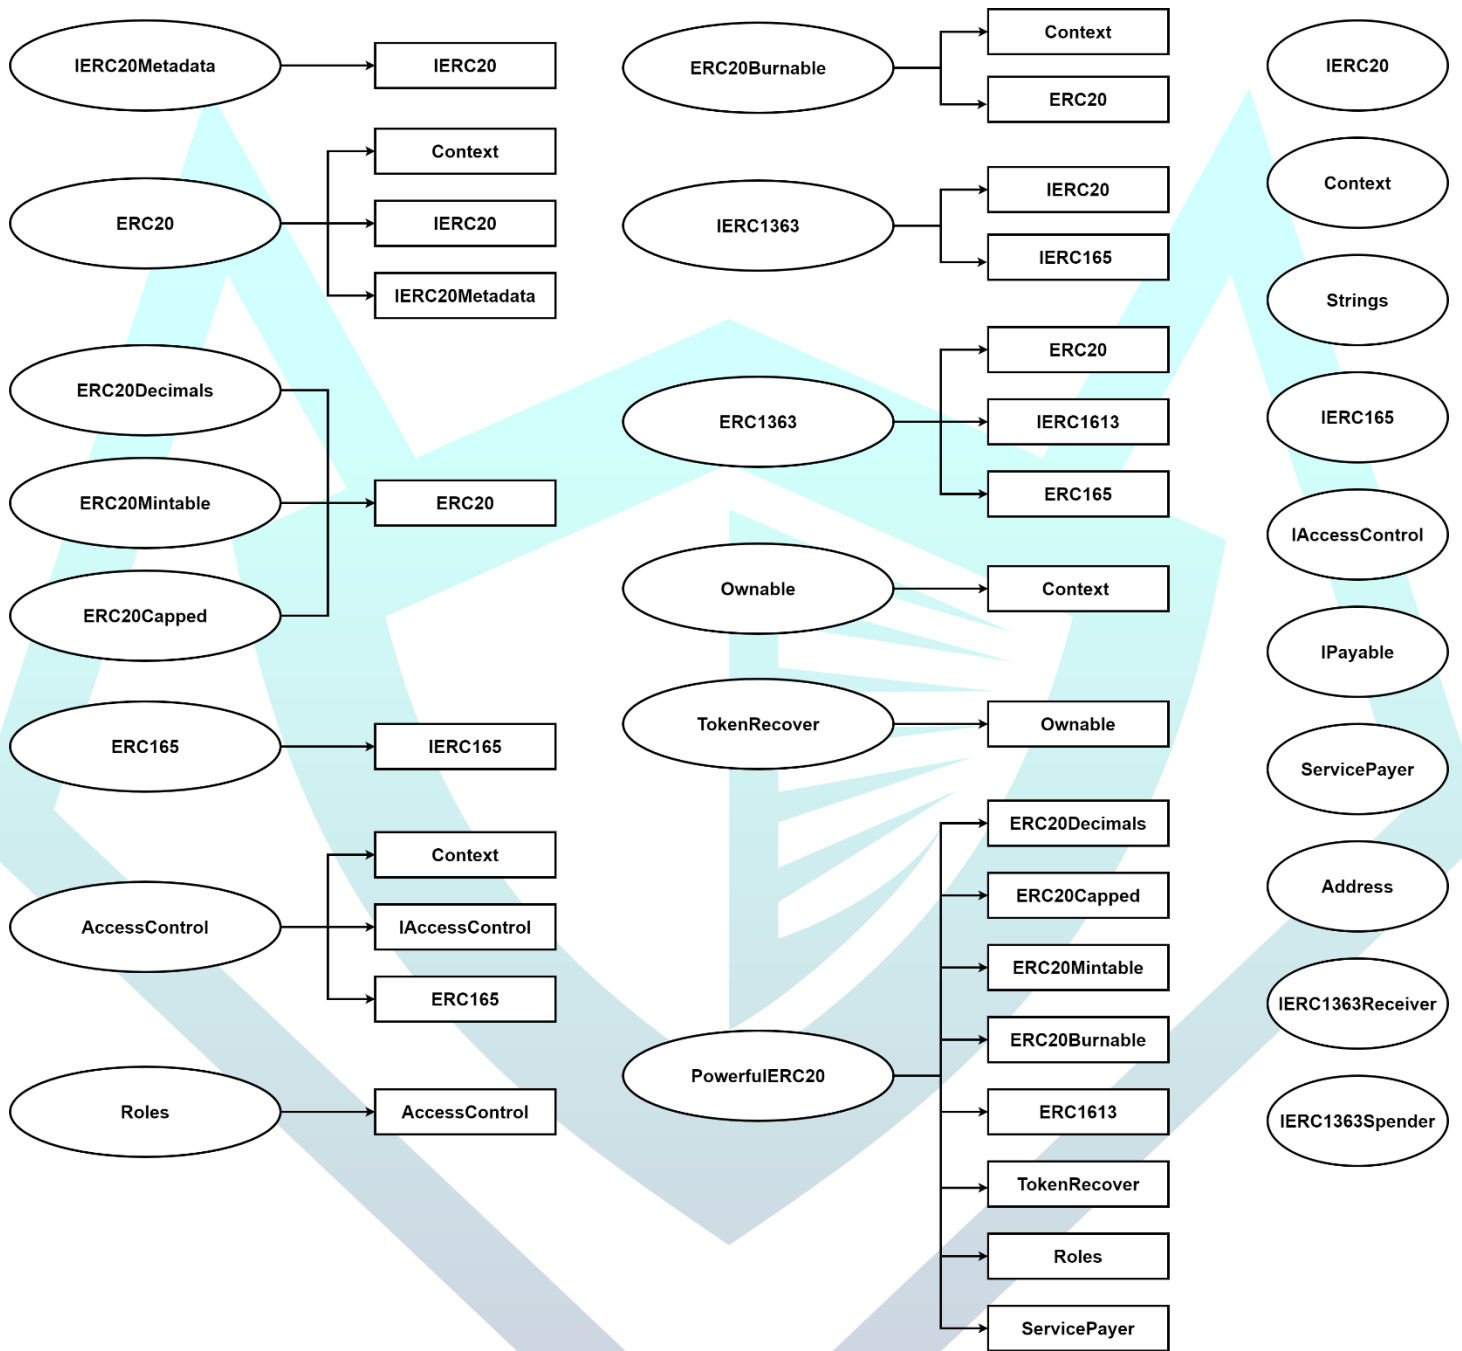 IERC20Metadata
IERC20
ERC20
Context
IERC20
IERC20Metadata
ERC20Decimals
ERC20Mintable
ERC20Capped
ERC20
ERC165
IERC165
AccessControl
Context
IAccessControl
ERC165
Roles
AccessControl
ERC20Burnable
Context
ERC20
IERC1363
IERC20
IERC165
ERC1363
ERC20
IERC1613
ERC165
Ownable
Context
TokenRecover
Ownable
PowerfulERC20
ERC20Decimals
ERC20Capped
ERC20Mintable
ERC20Burnable
ERC1613
TokenRecover
Roles
ServicePayer
IERC20
Context
Strings
IERC165
IAccessControl
IPayable
ServicePayer
Address
IERC1363Receiver
IERC1363Spender